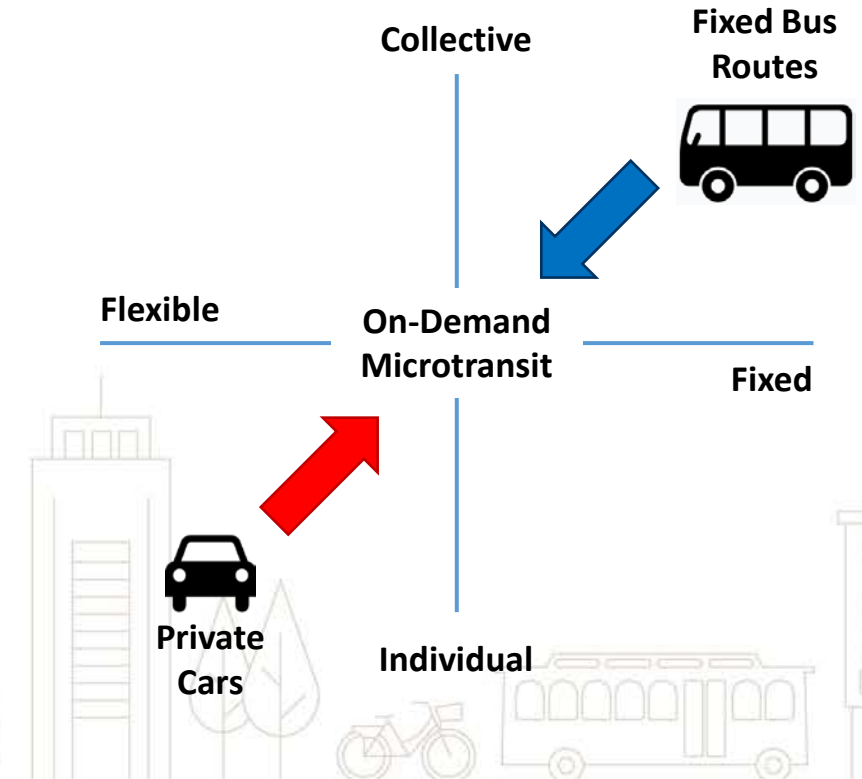 Collective
Fixed Bus
Routes
Flexible
On-Demand
Microtransit
Fixed
Private
Cars
Individual